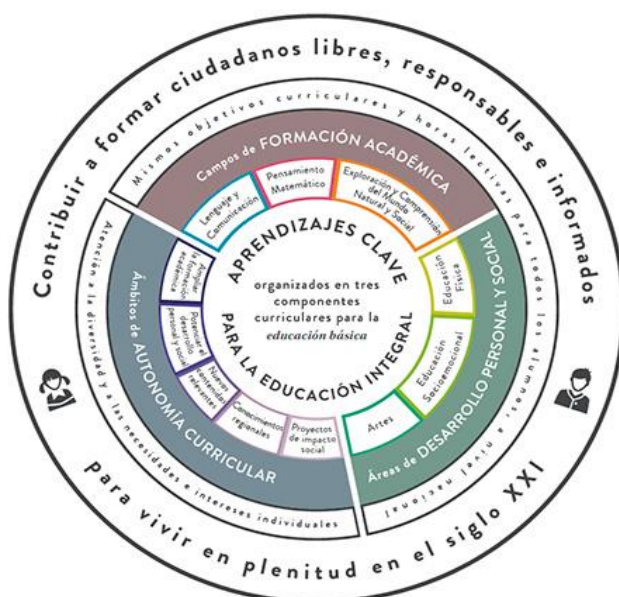 Contribuir a formar ciudadanos libres, responsables e informados
para vivir en plenitud en el siglo XXI
Mismos objetivos curriculares y horas lectivas para todos los alumnos a nivel nacional
Atención a la diversidad y a las necesidades e intereses individuales
Campos de FORMACIÓN ACADÉMICA
Lenguaje y
Comunicación
Pensamiento
Matemático
Exploración y Comprensión
del Mundo
Natural y Social
Áreas de DESARROLLO PERSONAL Y SOCIAL
Educación
Física
Educación
Socioemocional
Artes
Ámbitos de AUTONOMÍA CURRICULAR
Ampliar
la formación
académica
Potenciar el
desarrollo
personal y social
Nuevos
contenidos
relevantes
Conocimientos
regionales
Proyectos
de impacto
social
APRENDIZAJES CLAVE
organizados en tres
componentes
curriculares para la
educación básica
PARA LA EDUCACIÓN INTEGRAL